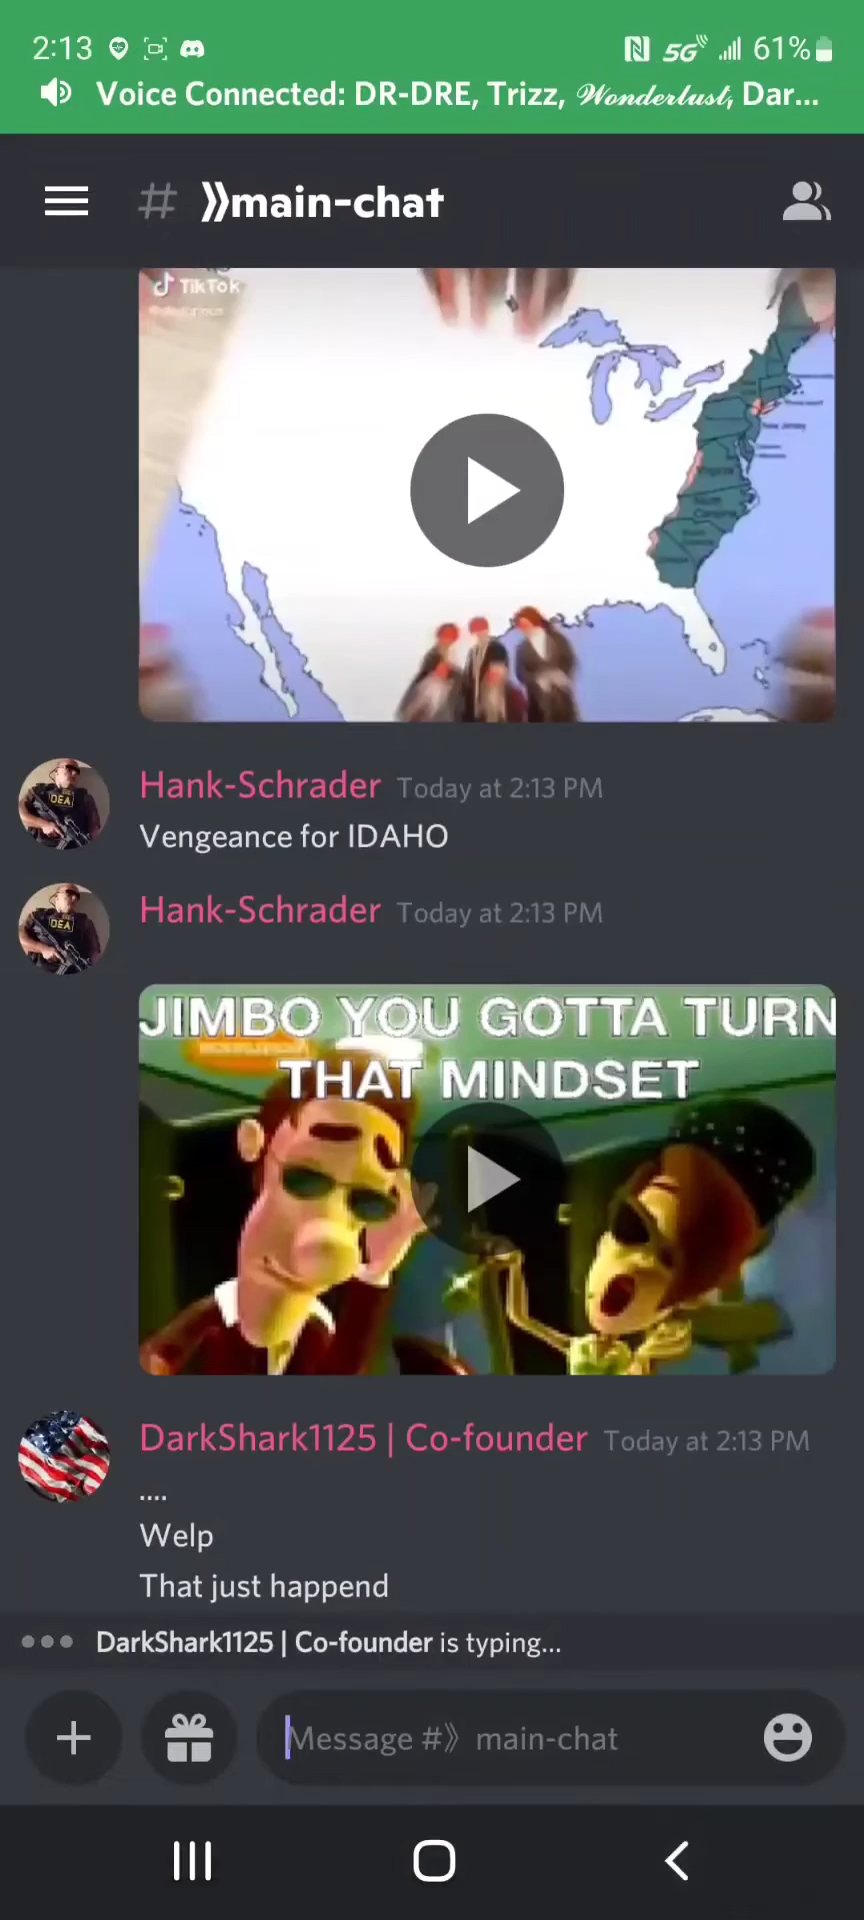 2:13 5G 61%
Voice Connected: DR-DRE, Trizz, 𝒲𝑜𝓃𝒹𝑒𝓇𝓁𝓊𝓈𝓉, Dar...
# 》main-chat
TikTok
Hank-Schrader Today at 2:13 PM
DEA
Vengeance for IDAHO
Hank-Schrader Today at 2:13 PM
DEA
JIMBO YOU GOTTA TURN
THAT MINDSET
DarkShark1125 | Co-founder Today at 2:13 PM
....
Welp
That just happend
DarkShark1125 | Co-founder is typing...
Message #》 main-chat